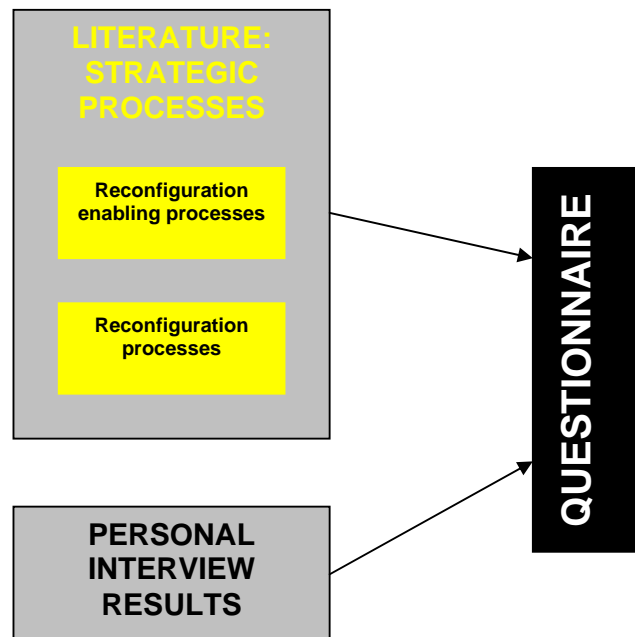 LITERATURE:
STRATEGIC
PROCESSES
Reconfiguration
enabling processes
Reconfiguration
processes
QUESTIONNAIRE
PERSONAL
INTERVIEW
RESULTS